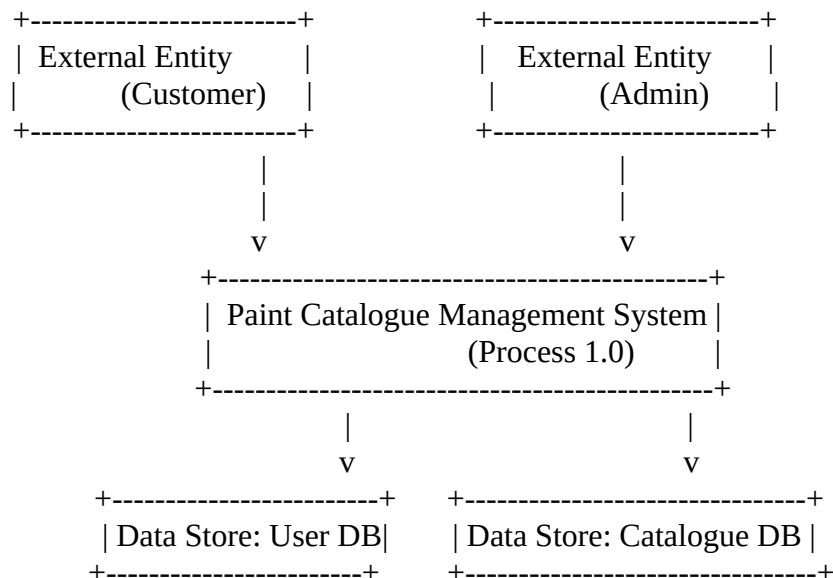 +--------------------------+ +--------------------------+
| External Entity | | External Entity |
| (Customer) | | (Admin) |
+--------------------------+ +--------------------------+
| |
| |
v v
+-----------------------------------------------+
| Paint Catalogue Management System |
| (Process 1.0) |
+------------------------------------------------+
| |
v v
+-------------------------+ +--------------------------------+
| Data Store: User DB| | Data Store: Catalogue DB |
+------------------------+ +---------------------------------+